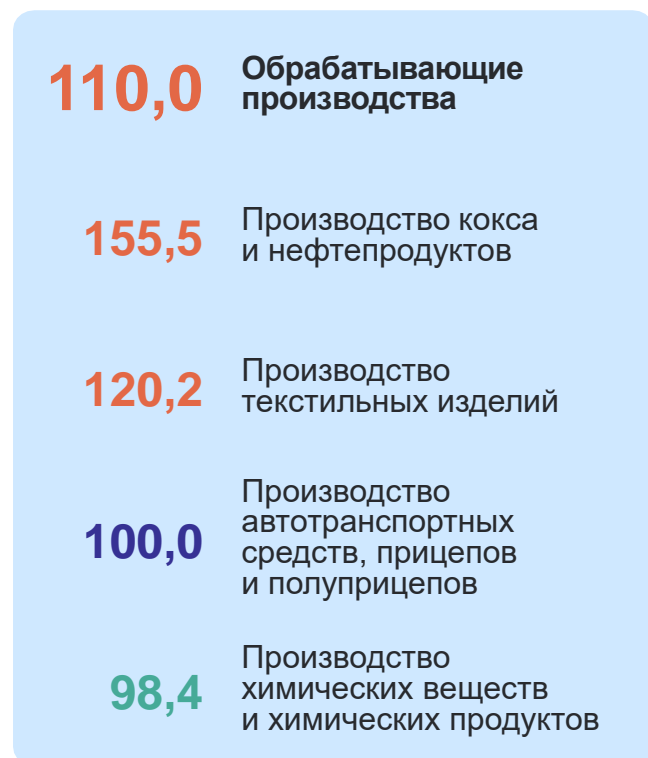 110,0
Обрабатывающие
производства
155,5
Производство кокса
и нефтепродуктов
120,2
Производство
текстильных изделий
100,0
Производство
автотранспортных
средств, прицепов
и полуприцепов
98,4
Производство
химических веществ
и химических продуктов